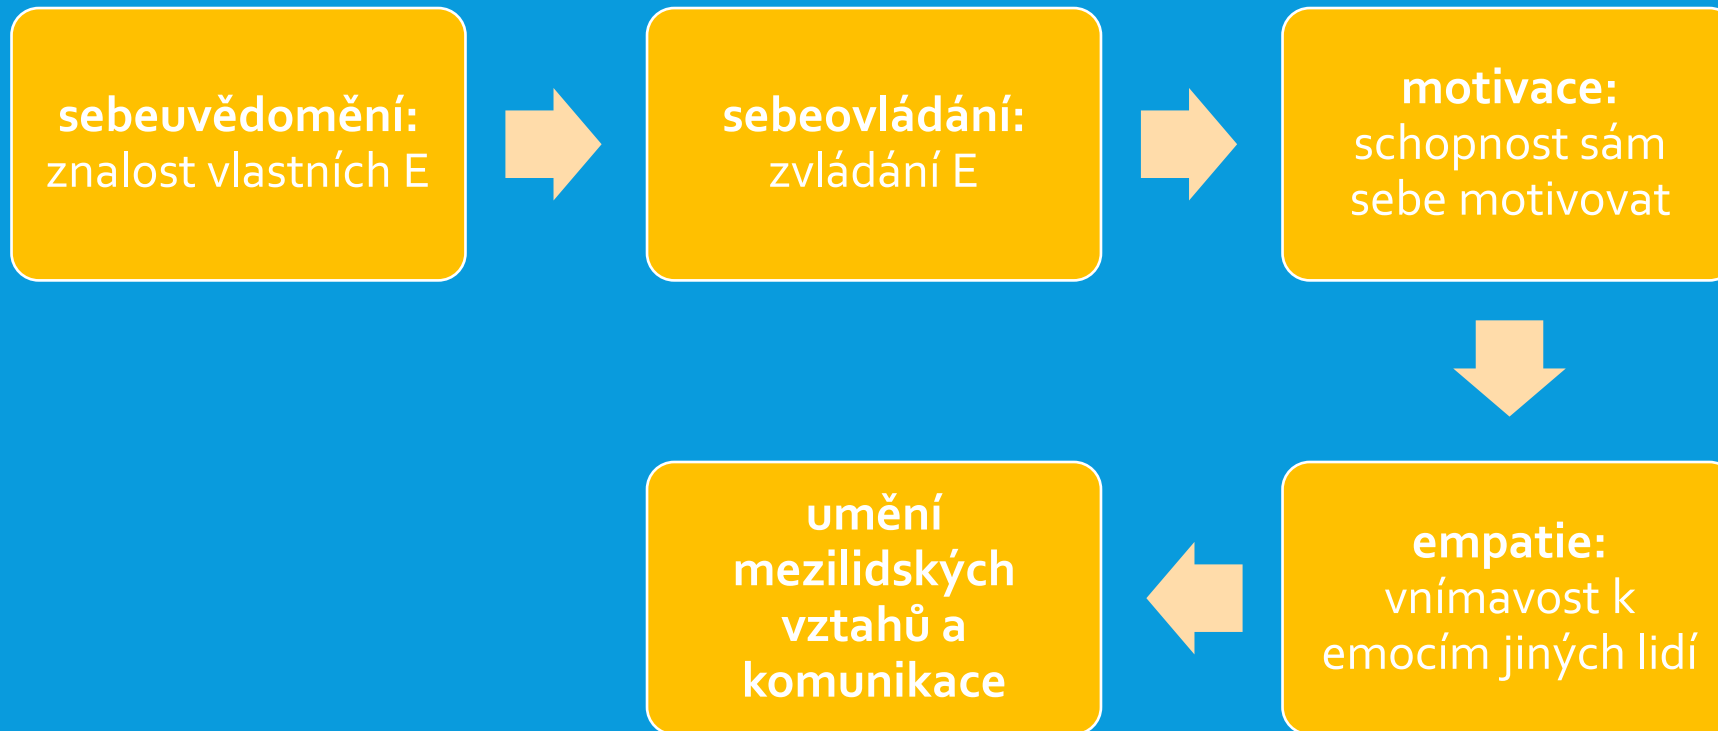 sebeuvědomění:
znalost vlastních E
sebeovládání:
zvládání E
motivace:
schopnost sám
sebe motivovat
empatie:
vnímavost k
emocím jiných lidí
umění
mezilidských
vztahů a
komunikace